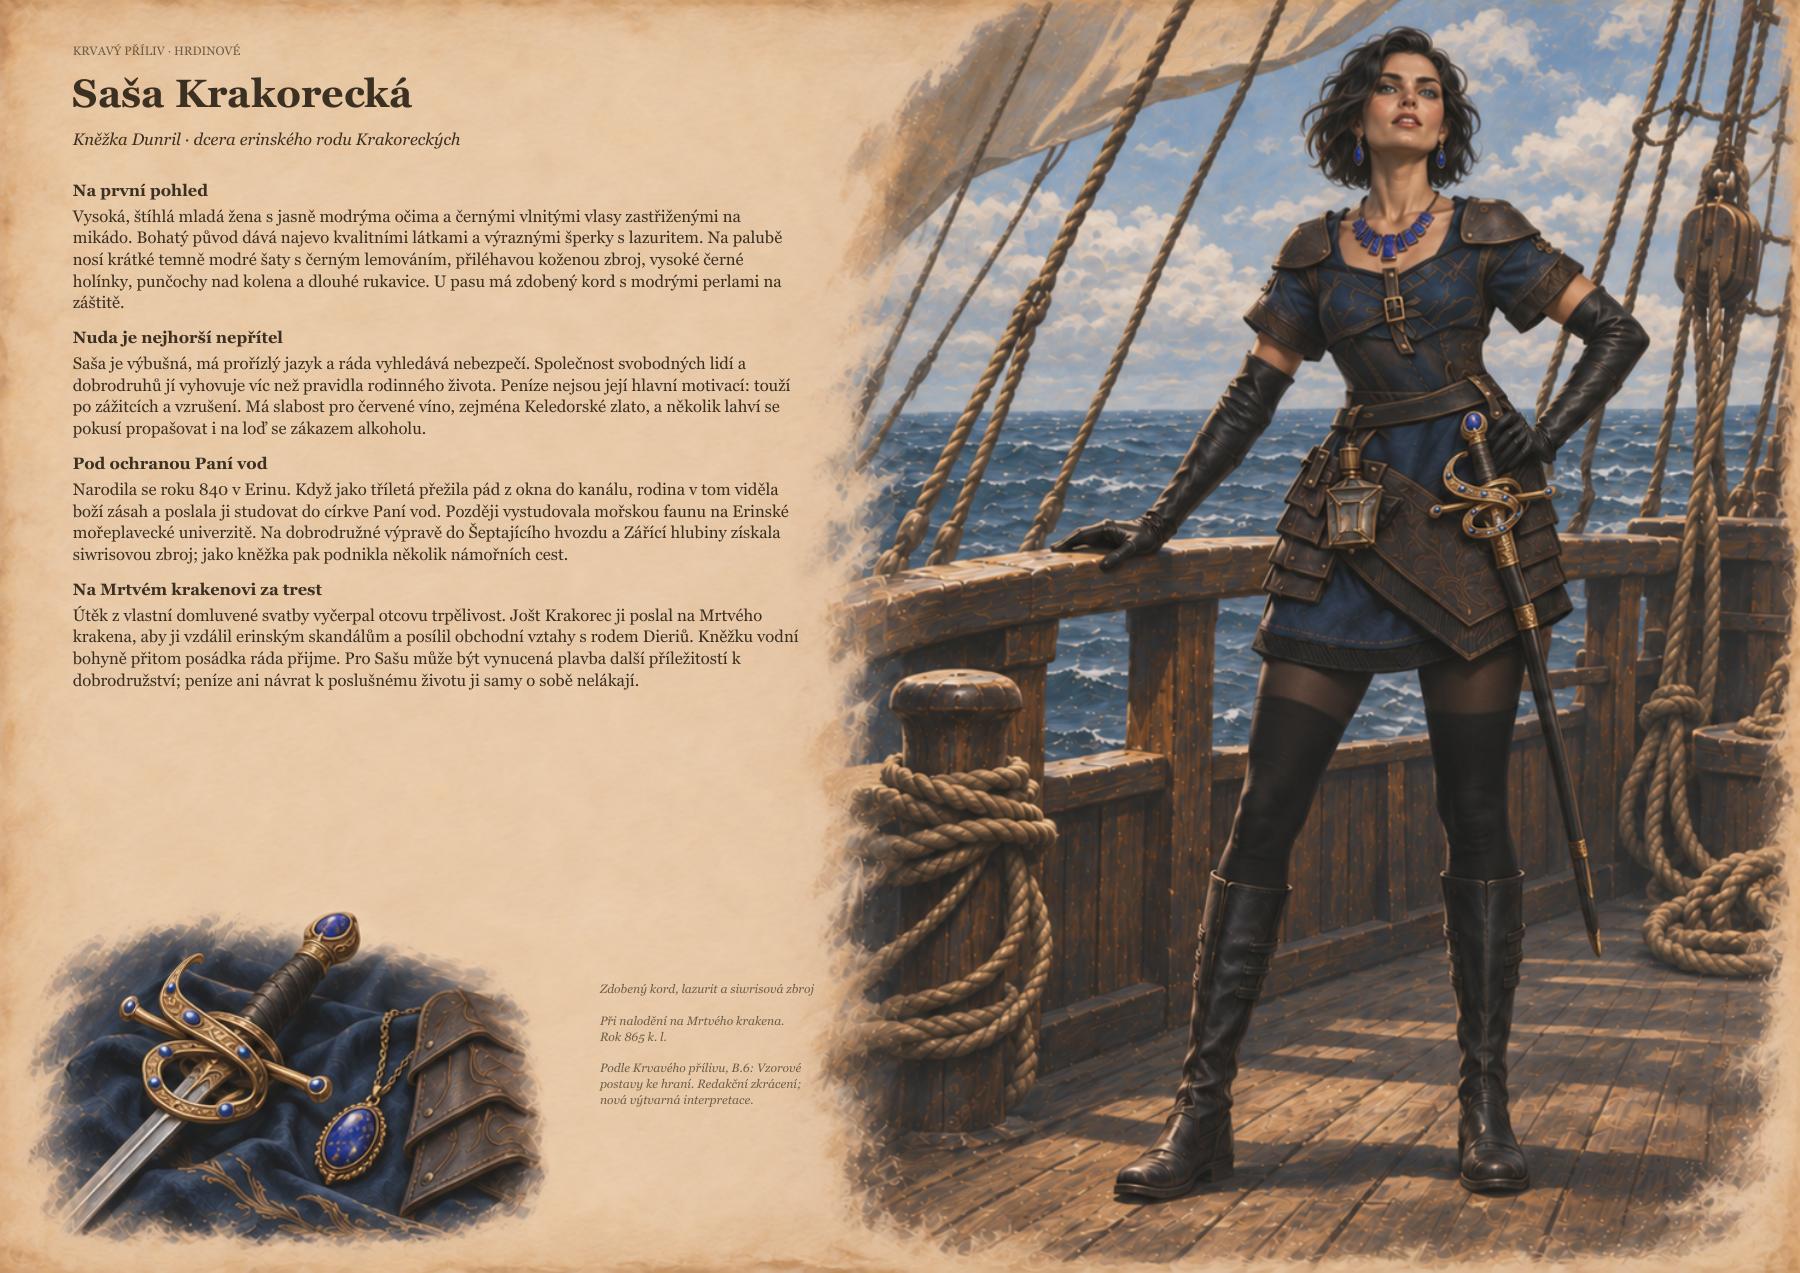 KRVAVÝ PŘÍLIV · HRDINOVÉ
Saša Krakorecká
Kněžka Dunril · dcera erinského rodu Krakoreckých
Na první pohled
Vysoká, štíhlá mladá žena s jasně modrýma očima a černými vlnitými vlasy zastřiženými na
mikádo. Bohatý původ dává najevo kvalitními látkami a výraznými šperky s lazuritem. Na palubě
nosí krátké temně modré šaty s černým lemováním, přiléhavou koženou zbroj, vysoké černé
holínky, punčochy nad kolena a dlouhé rukavice. U pasu má zdobený kord s modrými perlami na
záštitě.
Nuda je nejhorší nepřítel
Saša je výbušná, má prořízlý jazyk a ráda vyhledává nebezpečí. Společnost svobodných lidí a
dobrodruhů jí vyhovuje víc než pravidla rodinného života. Peníze nejsou její hlavní motivací: touží
po zážitcích a vzrušení. Má slabost pro červené víno, zejména Keledorské zlato, a několik lahví se
pokusí propašovat i na loď se zákazem alkoholu.
Pod ochranou Paní vod
Narodila se roku 840 v Erinu. Když jako tříletá přežila pád z okna do kanálu, rodina v tom viděla
boží zásah a poslala ji studovat do církve Paní vod. Později vystudovala mořskou faunu na Erinské
mořeplavecké univerzitě. Na dobrodružné výpravě do Šeptajícího hvozdu a Zářící hlubiny získala
siwrisovou zbroj; jako kněžka pak podnikla několik námořních cest.
Na Mrtvém krakenovi za trest
Útěk z vlastní domluvené svatby vyčerpal otcovu trpělivost. Jošt Krakorec ji poslal na Mrtvého
krakena, aby ji vzdálil erinským skandálům a posílil obchodní vztahy s rodem Dieriů. Kněžku vodní
bohyně přitom posádka ráda přijme. Pro Sašu může být vynucená plavba další příležitostí k
dobrodružství; peníze ani návrat k poslušnému životu ji samy o sobě nelákají.
Zdobený kord, lazurit a siwrisová zbroj
Při nalodění na Mrtvého krakena.
Rok 865 k. l.
Podle Krvavého přílivu, B.6: Vzorové
postavy ke hraní. Redakční zkrácení;
nová výtvarná interpretace.